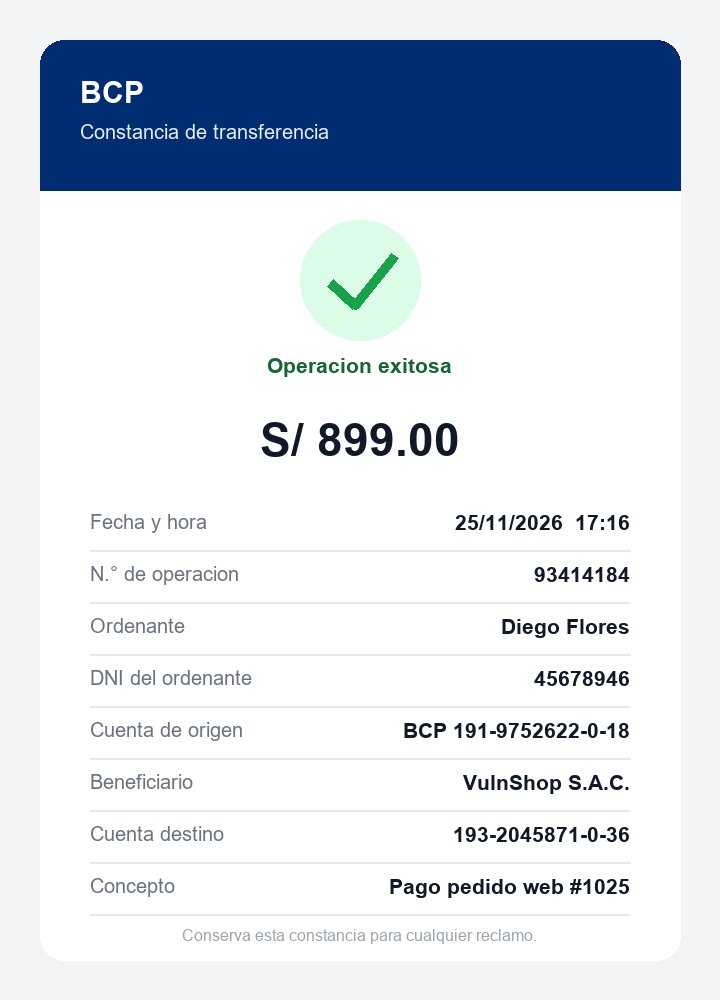 BCP
Constancia de transferencia
Operacion exitosa
S/ 899.00
Fecha y hora 25/11/2026 17:16
N.° de operacion 93414184
Ordenante Diego Flores
DNI del ordenante 45678946
Cuenta de origen BCP 191-9752622-0-18
Beneficiario VulnShop S.A.C.
Cuenta destino 193-2045871-0-36
Concepto Pago pedido web #1025
Conserva esta constancia para cualquier reclamo.